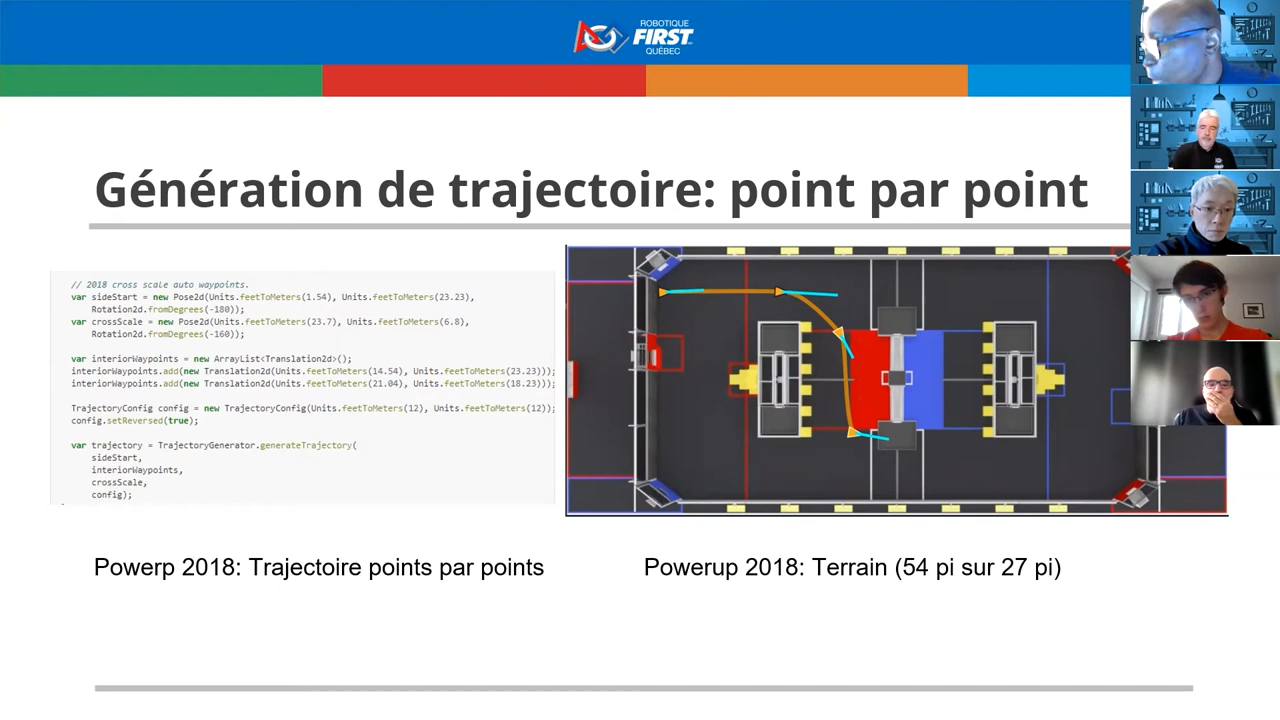 ROBOTIQUE
FIRST
QUÉBEC
Génération de trajectoire: point par point
// 2018 cross scale auto waypoints.
var sideStart = new Pose2d(Units.feetToMeters(1.54), Units.feetToMeters(23.23),
Rotation2d.fromDegrees(-180));
var crossScale = new Pose2d(Units.feetToMeters(23.7), Units.feetToMeters(6.8),
Rotation2d.fromDegrees(-160));
var interiorWaypoints = new ArrayList<Translation2d>();
interiorWaypoints.add(new Translation2d(Units.feetToMeters(14.54), Units.feetToMeters(23.23)));
interiorWaypoints.add(new Translation2d(Units.feetToMeters(21.04), Units.feetToMeters(18.23)));
TrajectoryConfig config = new TrajectoryConfig(Units.feetToMeters(12), Units.feetToMeters(12));
config.setReversed(true);
var trajectory = TrajectoryGenerator.generateTrajectory(
sideStart,
interiorWaypoints,
crossScale,
config);
Powerp 2018: Trajectoire points par points
Powerup 2018: Terrain (54 pi sur 27 pi)